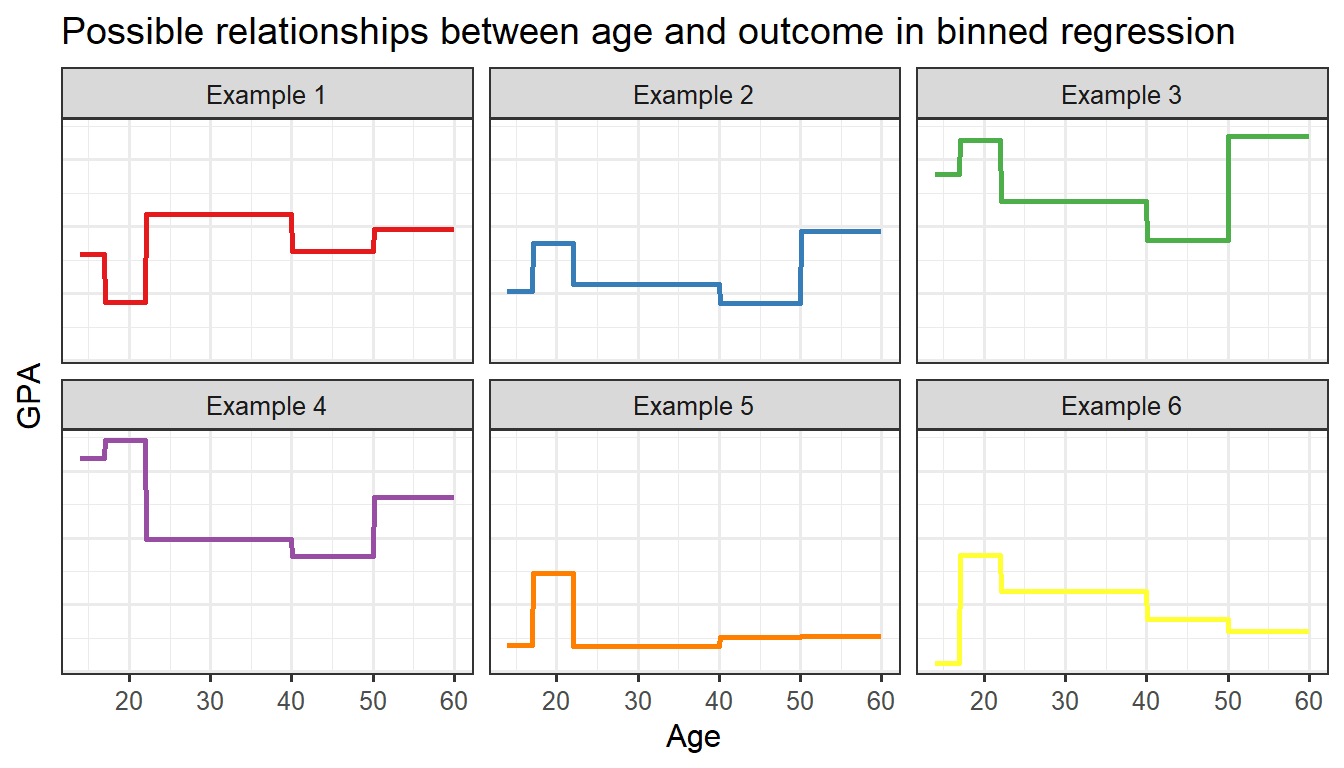 Possible relationships between age and outcome in binned regression
Example 1
Example 2
Example 3
GPA
Example 4
Example 5
Example 6
20 30 40 50 60
20 30 40 50 60
20 30 40 50 60
Age